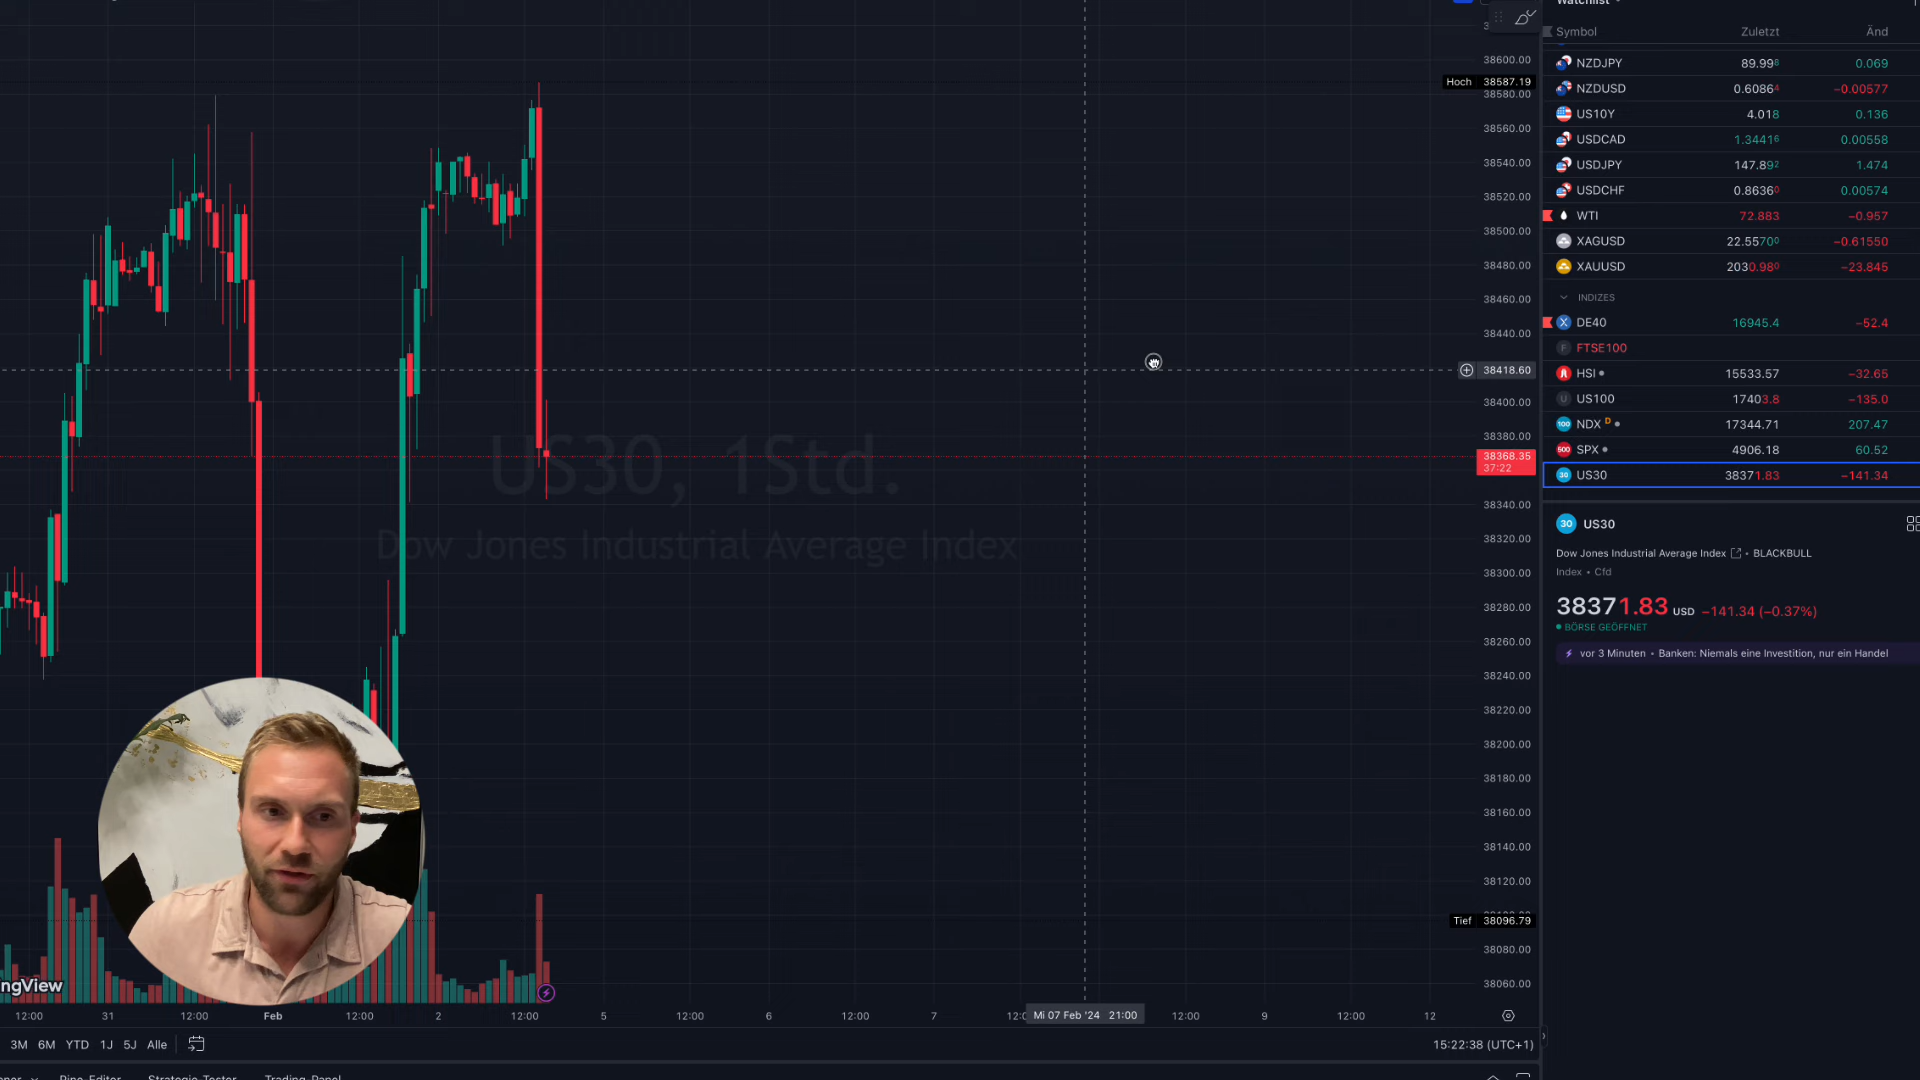 Watchlist
Symbol Zuletzt Änd
NZDJPY 89.998 0.069
NZDUSD 0.60864 −0.00577
US10Y 4.018 0.136
USDCAD 1.34416 0.00558
USDJPY 147.892 1.474
USDCHF 0.86360 0.00574
WTI 72.883 −0.957
XAGUSD 22.55700 −0.61550
XAUUSD 2030.980 −23.845
INDIZES
DE40 16945.4 −52.4
FTSE100
HSI 15533.57 −32.65
US100 17403.8 −135.0
NDX D 17344.71 207.47
SPX 4906.18 60.52
US30 38371.83 −141.34
30 US30
Dow Jones Industrial Average Index • BLACKBULL
Index • Cfd
38371.83 USD −141.34 (−0.37%)
BÖRSE GEÖFFNET
vor 3 Minuten • Banken: Niemals eine Investition, nur ein Handel
38600.00
Hoch 38587.19
38580.00
38560.00
38540.00
38520.00
38500.00
38480.00
38460.00
38440.00
38418.60
38400.00
38380.00
38368.35
37:22
38340.00
38320.00
38300.00
38280.00
38260.00
38240.00
38220.00
38200.00
38180.00
38160.00
38140.00
38120.00
Tief 38096.79
38080.00
38060.00
US30, 1Std.
Dow Jones Industrial Average Index
ngView
12:00 31 12:00 Feb 12:00 2 12:00 5 12:00 6 12:00 7 Mi 07 Feb '24 21:00 12:00 9 12:00 12
3M 6M YTD 1J 5J Alle
15:22:38 (UTC+1)
Pine Editor Strategie-Tester Trading Panel